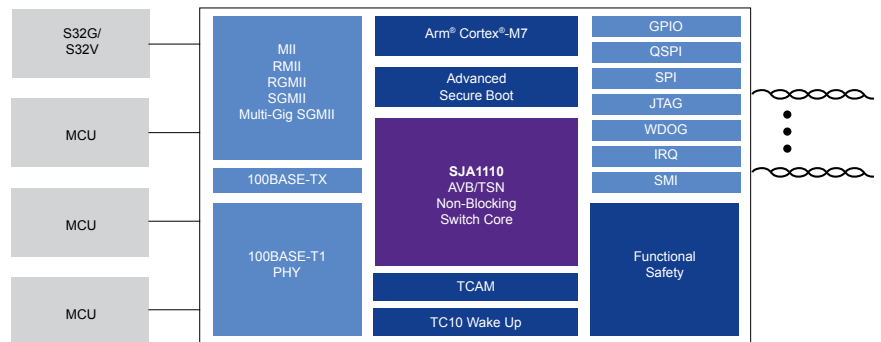 S32G/
S32V
MCU
MCU
MCU
MII
RMII
RGMII
SGMII
Multi-Gig SGMII
100BASE-TX
100BASE-T1
PHY
Arm® Cortex®-M7
Advanced
Secure Boot
SJA1110
AVB/TSN
Non-Blocking
Switch Core
TCAM
TC10 Wake Up
GPIO
QSPI
SPI
JTAG
WDOG
IRQ
SMI
Functional
Safety